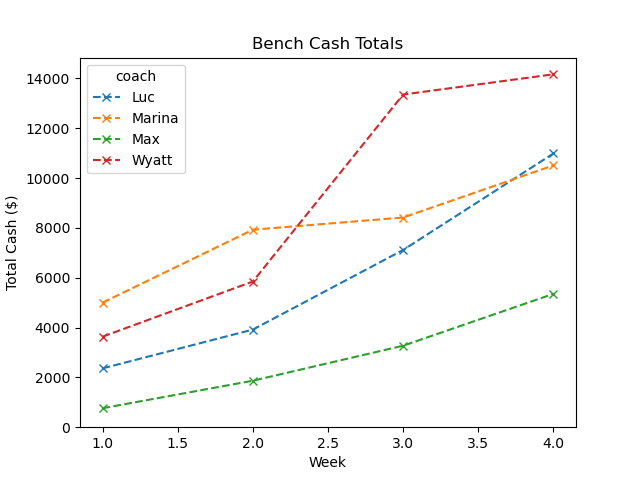 Bench Cash Totals
Total Cash ($)
14000
12000
10000
8000
6000
4000
2000
0
coach
Luc
Marina
Max
Wyatt
1.0 1.5 2.0 2.5 3.0 3.5 4.0
Week